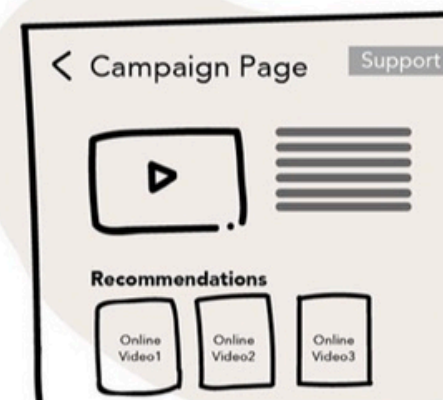 Campaign Page
Support
Recommendations
Online
Video1
Online
Video2
Online
Video3